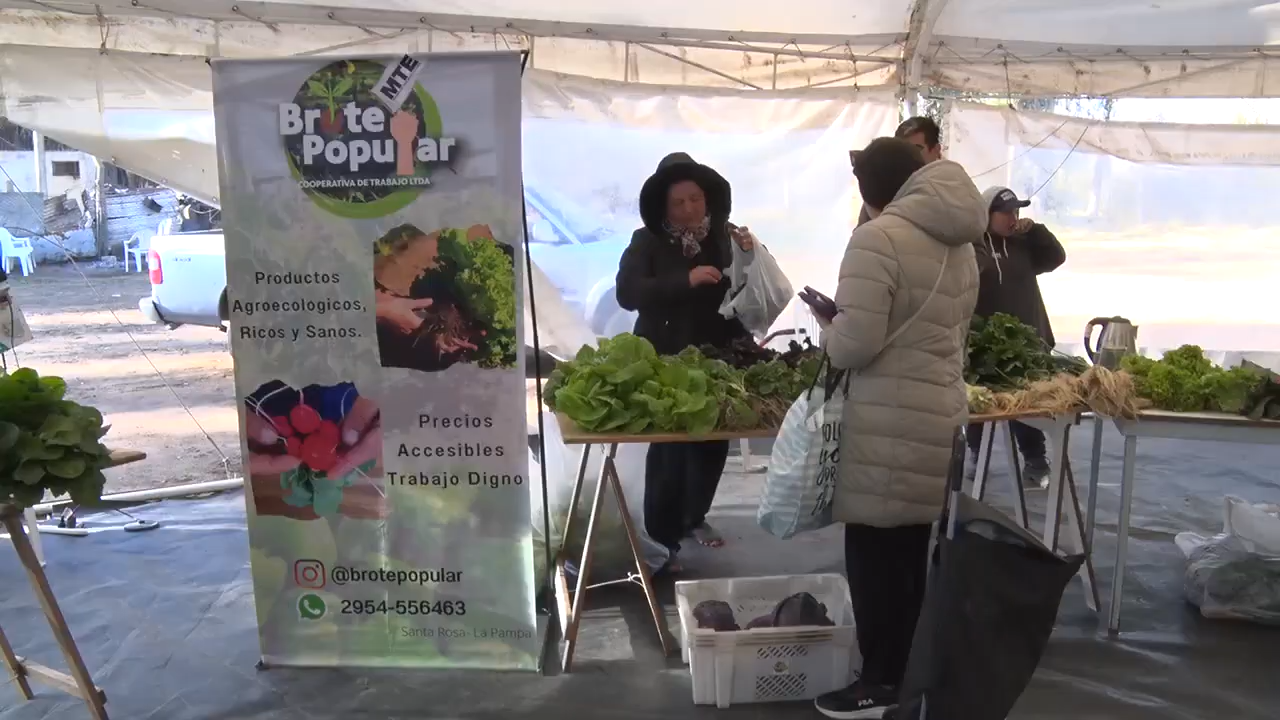 MTE
Brote
Popular
COOPERATIVA DE TRABAJO LTDA
Productos
Agroecologicos,
Ricos y Sanos.
Precios
Accesibles
Trabajo Digno
@brotepopular
2954-556463
Santa Rosa- La Pampa
FILA